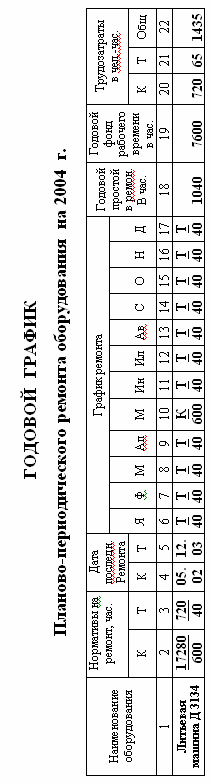 ГОДОВОЙ ГРАФИК
Планово-периодического ремонта оборудования на 2004 г.
Наименование оборудования
Нормативы на ремонт, час.
Дата последн. Ремонта
График ремонта
Годовой простой в ремон. В час.
Годовой фонд рабочего времени в час.
Трудозатраты в чел.-час.
К Т К Т Я Ф М Ап М Ин Ил Ав С О Н Д К Т Общ
1 2 3 4 5 6 7 8 9 10 11 12 13 14 15 16 17 18 19 20 21 22
Литьевая 17280 720 05. 12. Т Т Т Т К Т Т Т Т Т Т Т
машина Д 3134 600 40 02 03 40 40 40 40 600 40 40 40 40 40 40 40 1040 7600 720 65 1435